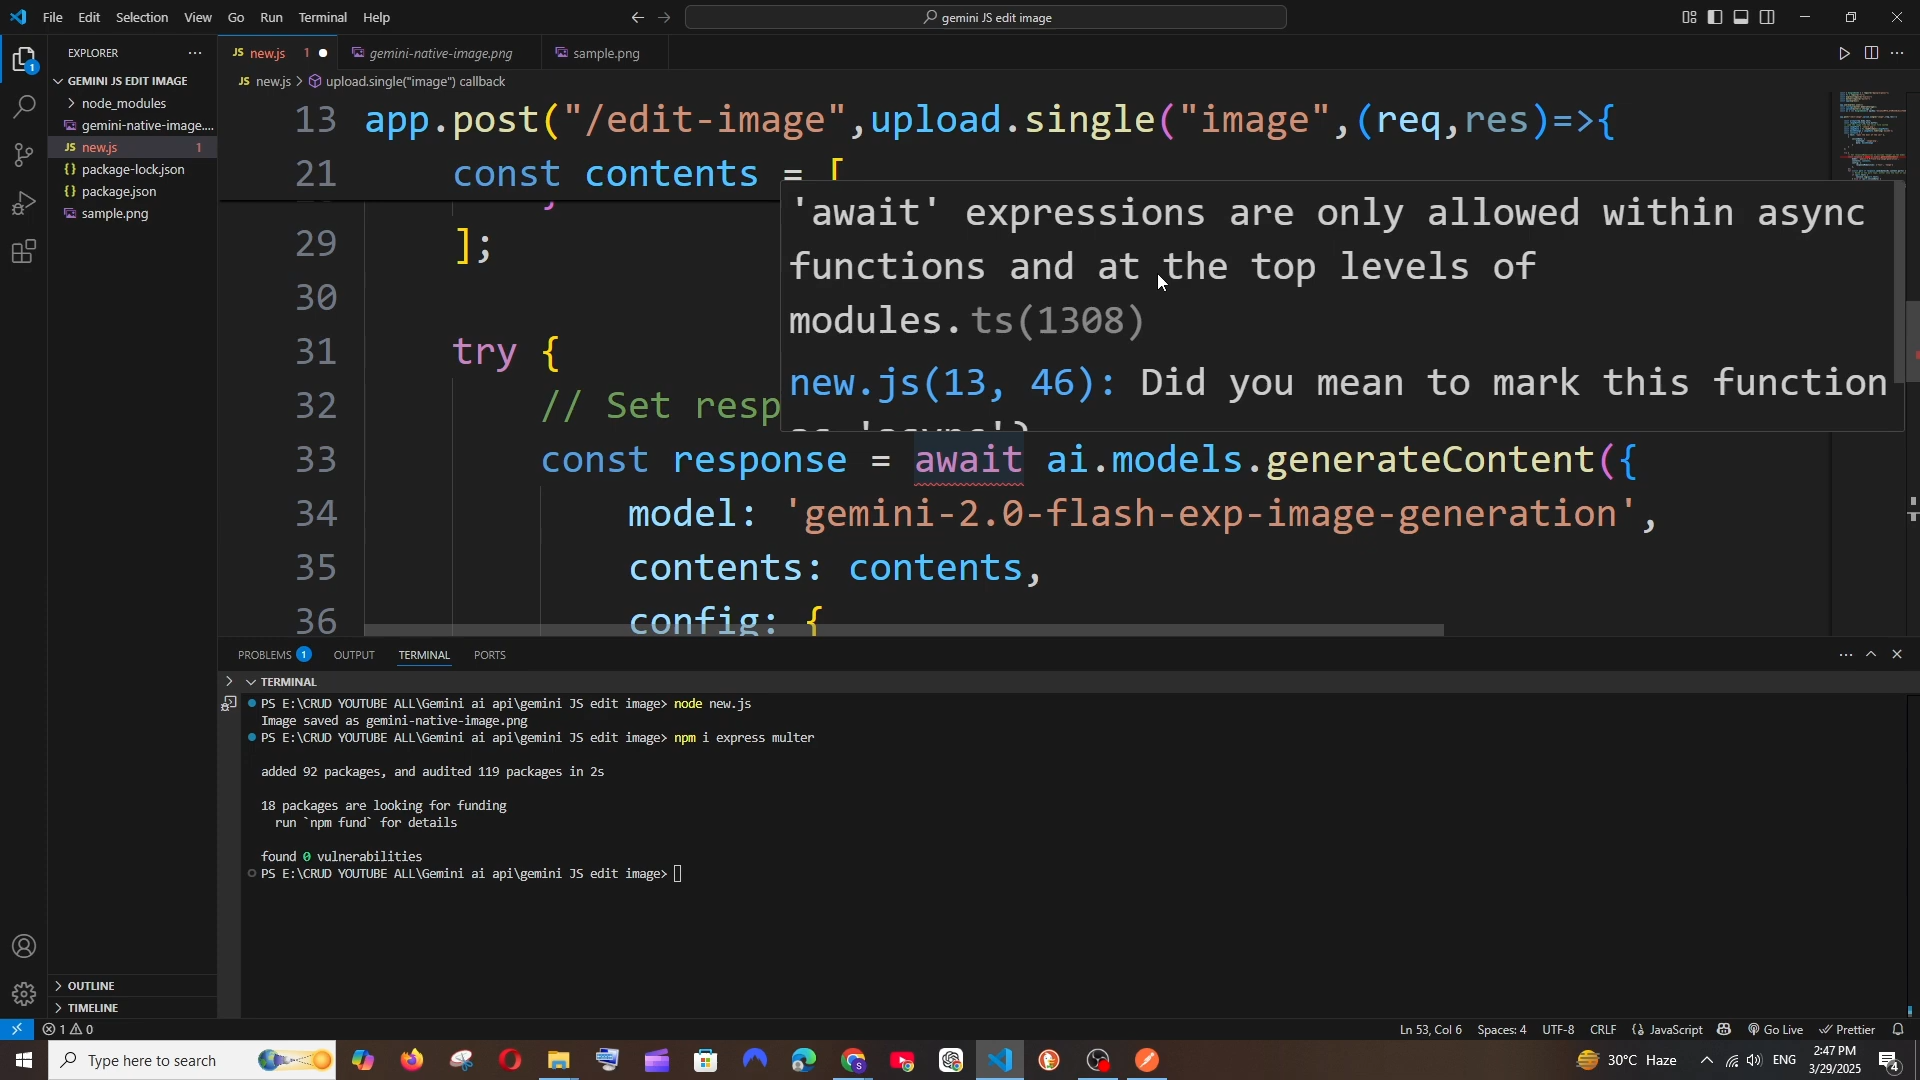 File Edit Selection View Go Run Terminal Help
gemini JS edit image
EXPLORER
GEMINI JS EDIT IMAGE
node_modules
gemini-native-image....
JS new.js 1
{} package-lock.json
{} package.json
sample.png
OUTLINE
TIMELINE
JS new.js 1
gemini-native-image.png
sample.png
JS new.js > upload.single("image") callback
13 app.post("/edit-image",upload.single("image",(req,res)=>{
21 const contents = [
29 ];
30
31 try {
32 // Set resp
33 const response = await ai.models.generateContent({
34 model: 'gemini-2.0-flash-exp-image-generation',
35 contents: contents,
36 config: {
'await' expressions are only allowed within async
functions and at the top levels of
modules. ts(1308)
new.js(13, 46): Did you mean to mark this function
as 'async'?
PROBLEMS 1 OUTPUT TERMINAL PORTS
TERMINAL
PS E:\CRUD YOUTUBE ALL\Gemini ai api\gemini JS edit image> node new.js
Image saved as gemini-native-image.png
PS E:\CRUD YOUTUBE ALL\Gemini ai api\gemini JS edit image> npm i express multer
added 92 packages, and audited 119 packages in 2s
18 packages are looking for funding
run `npm fund` for details
found 0 vulnerabilities
PS E:\CRUD YOUTUBE ALL\Gemini ai api\gemini JS edit image>
1 0
Ln 53, Col 6 Spaces: 4 UTF-8 CRLF {} JavaScript Go Live Prettier
Type here to search
30°C Haze
ENG
2:47 PM
3/29/2025
4